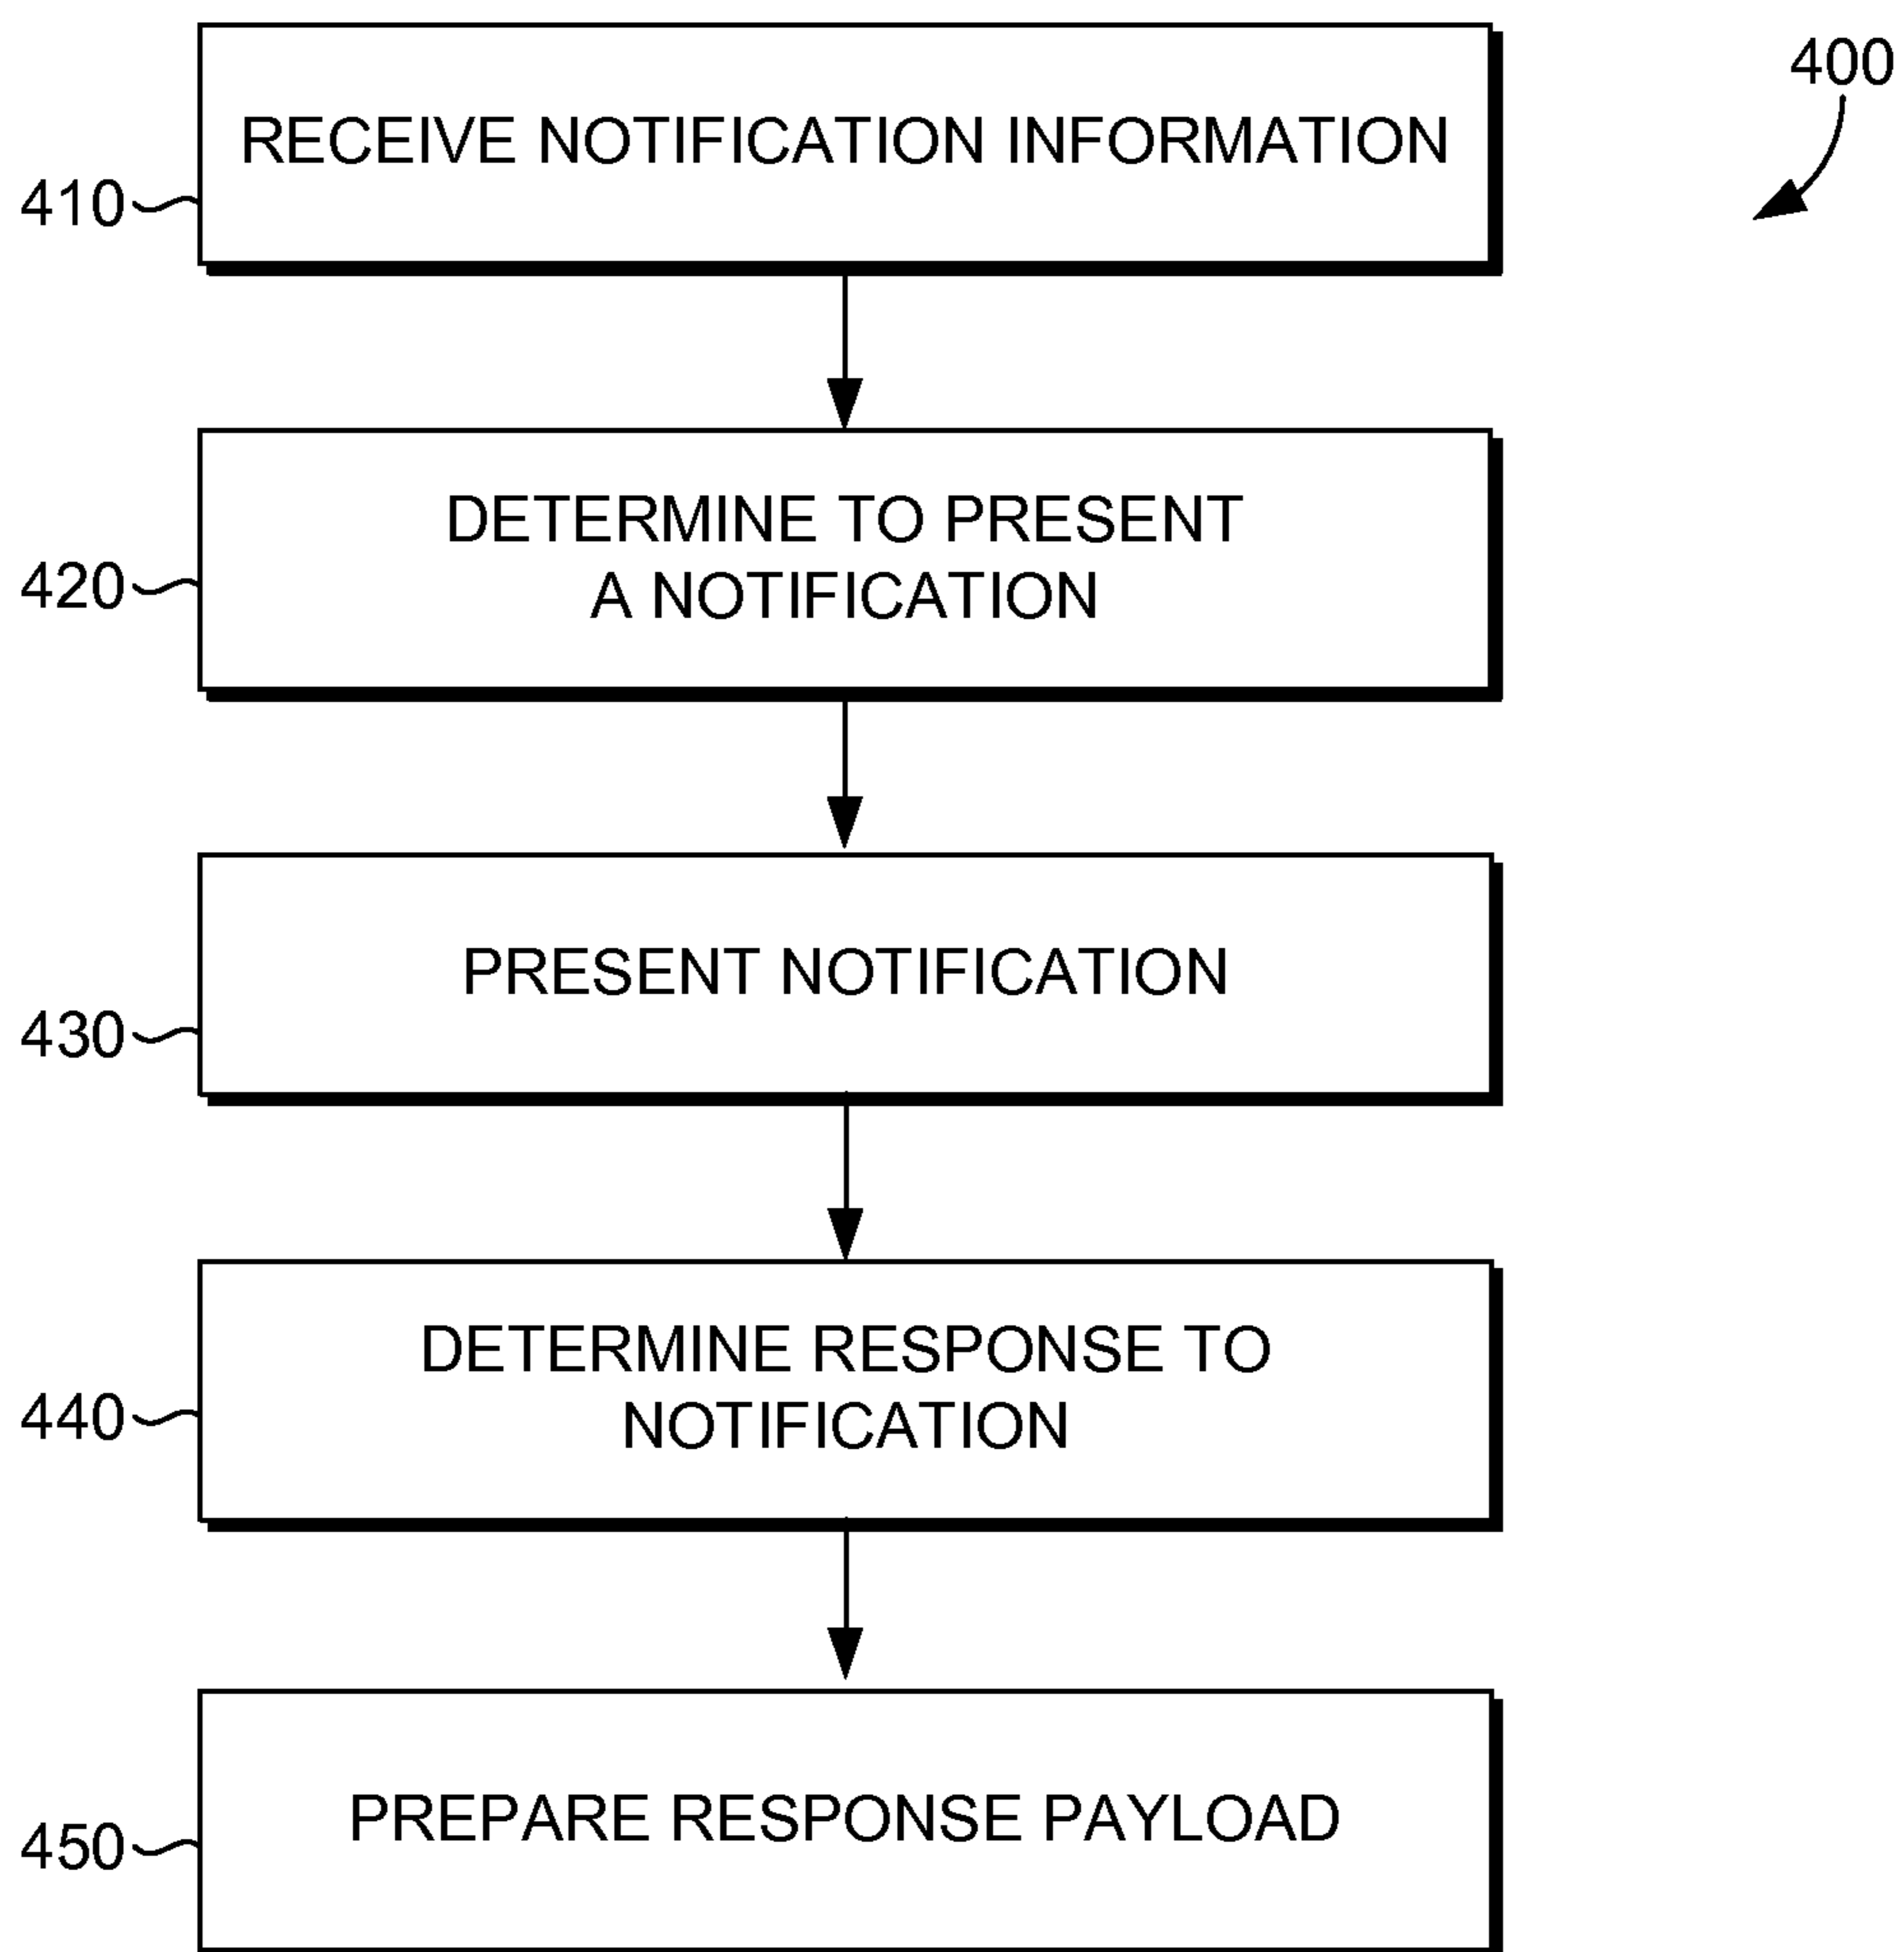 400
RECEIVE NOTIFICATION INFORMATION
410
DETERMINE TO PRESENT
A NOTIFICATION
420
PRESENT NOTIFICATION
430
DETERMINE RESPONSE TO
NOTIFICATION
440
PREPARE RESPONSE PAYLOAD
450